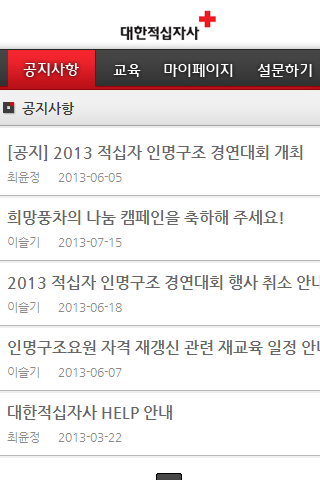 대한적십자사
공지사항 교육 마이페이지 설문하기
공지사항
[공지] 2013 적십자 인명구조 경연대회 개최
최윤정 2013-06-05
희망풍차의 나눔 캠페인을 축하해 주세요!
이슬기 2013-07-15
2013 적십자 인명구조 경연대회 행사 취소 안내
이슬기 2013-06-18
인명구조요원 자격 재갱신 관련 재교육 일정 안내
이슬기 2013-06-07
대한적십자사 HELP 안내
최윤정 2013-03-22